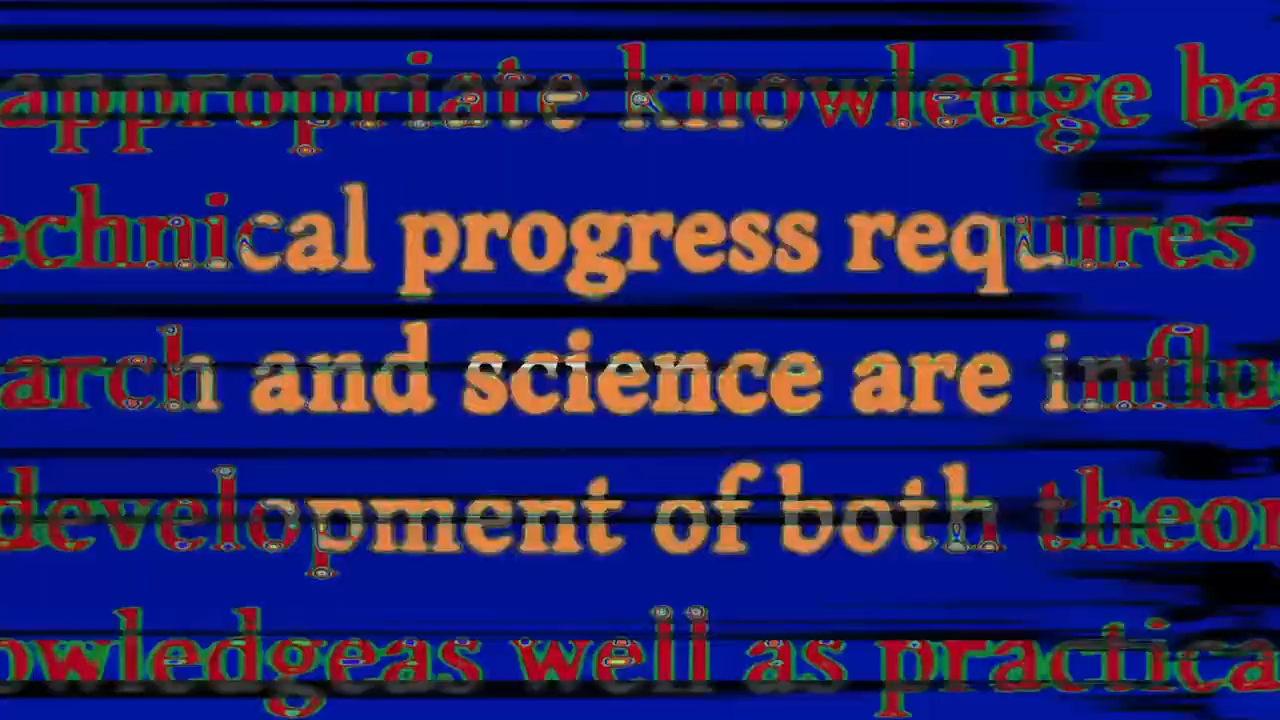 appropriate knowledge ba
echnical progress requires
arch and science are influ
development of both theor
owledgeas well as practica